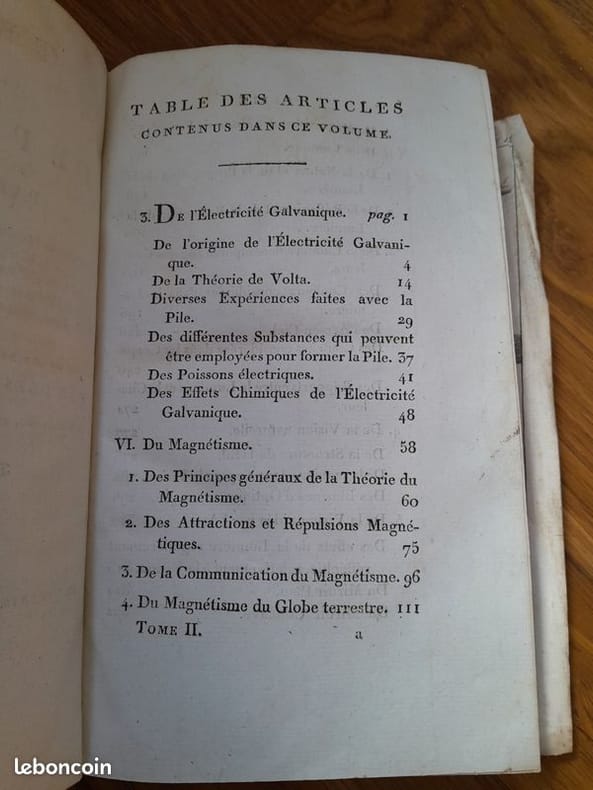 TABLE DES ARTICLES
CONTENUS DANS CE VOLUME.
3. DE l'Électricité Galvanique. pag. 1
De l'origine de l'Électricité Galvani-
que. 4
De la Théorie de Volta. 14
Diverses Expériences faites avec la
Pile. 29
Des différentes Substances qui peuvent
être employées pour former la Pile. 37
Des Poissons électriques. 41
Des Effets Chimiques de l'Électricité
Galvanique. 48
VI. Du Magnétisme. 58
1. Des Principes généraux de la Théorie du
Magnétisme. 60
2. Des Attractions et Répulsions Magné-
tiques. 75
3. De la Communication du Magnétisme. 96
4. Du Magnétisme du Globe terrestre. 111
TOME II. a
leboncoin